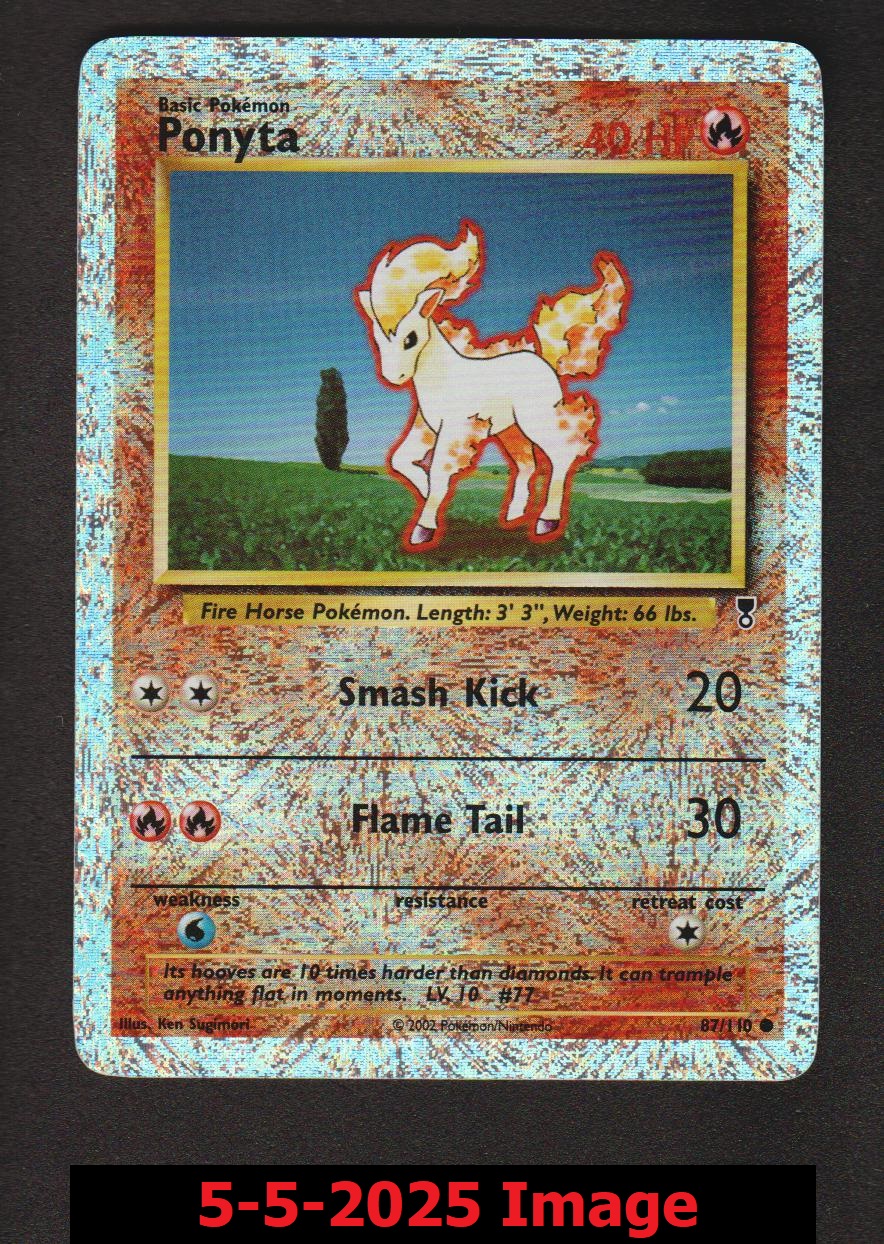 Basic Pokémon
Ponyta
40 HP
Fire Horse Pokémon. Length: 3' 3", Weight: 66 lbs.
Smash Kick 20
Flame Tail 30
weakness resistance retreat cost
Its hooves are 10 times harder than diamonds. It can trample
anything flat in moments. LV. 10 #77
Illus. Ken Sugimori © 2002 Pokémon/Nintendo 87/110
5-5-2025 Image